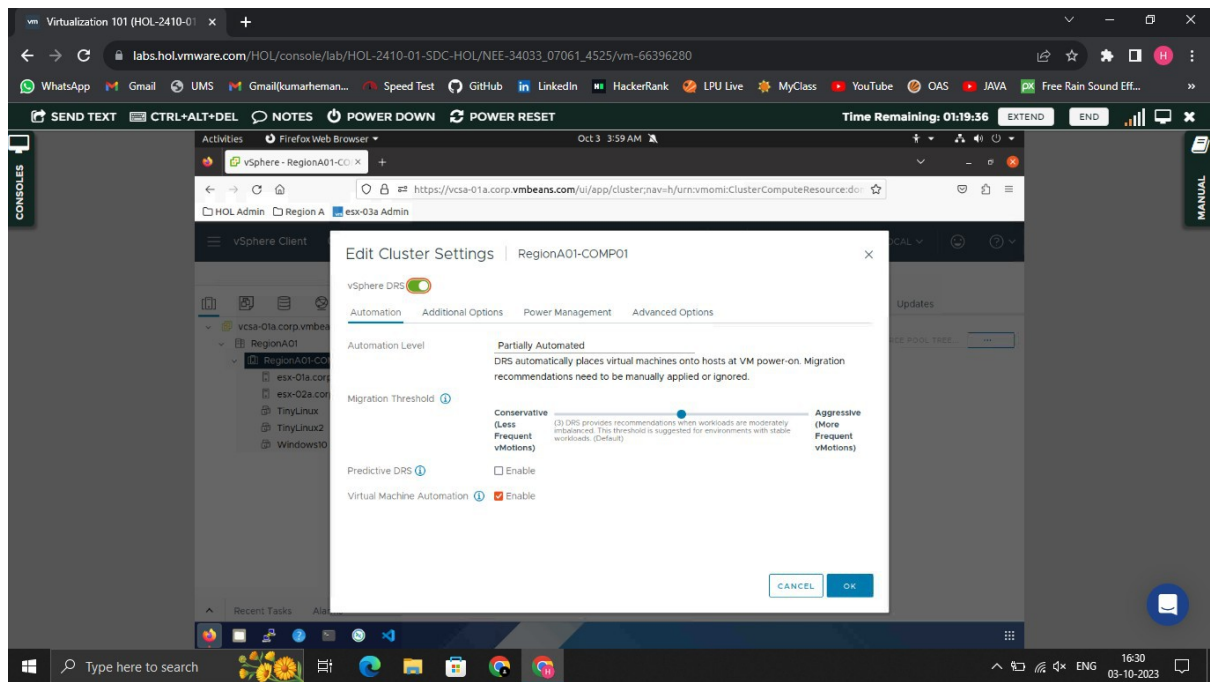 Virtualization 101 (HOL-2410-01
labs.hol.vmware.com/HOL/console/lab/HOL-2410-01-SDC-HOL/NEE-34033_07061_4525/vm-66396280
WhatsApp Gmail UMS Gmail(kumarheman... Speed Test GitHub LinkedIn HackerRank LPU Live MyClass YouTube OAS JAVA Free Rain Sound Eff... »
SEND TEXT CTRL+ALT+DEL NOTES POWER DOWN POWER RESET Time Remaining: 01:19:36 EXTEND END
CONSOLES
MANUAL
Activities Firefox Web Browser Oct 3 3:59 AM
vSphere - RegionA01-CO
https://vcsa-01a.corp.vmbeans.com/ui/app/cluster;nav=h/urn:vmomi:ClusterComputeResource:dor
HOL Admin Region A esx-03a Admin
vSphere Client OCAL
Edit Cluster Settings | RegionA01-COMP01
vSphere DRS
Automation Additional Options Power Management Advanced Options
Updates
vcsa-01a.corp.vmbea
RegionA01
RegionA01-CO
esx-01a.corp
esx-02a.cor
TinyLinux
TinyLinux2
Windows10
Automation Level Partially Automated
DRS automatically places virtual machines onto hosts at VM power-on. Migration
recommendations need to be manually applied or ignored.
Migration Threshold
Conservative
(Less
Frequent
vMotions)
(3) DRS provides recommendations when workloads are moderately
imbalanced. This threshold is suggested for environments with stable
workloads. (Default)
Aggressive
(More
Frequent
vMotions)
Predictive DRS Enable
Virtual Machine Automation Enable
CANCEL OK
Recent Tasks Ala
Type here to search
ENG
16:30
03-10-2023